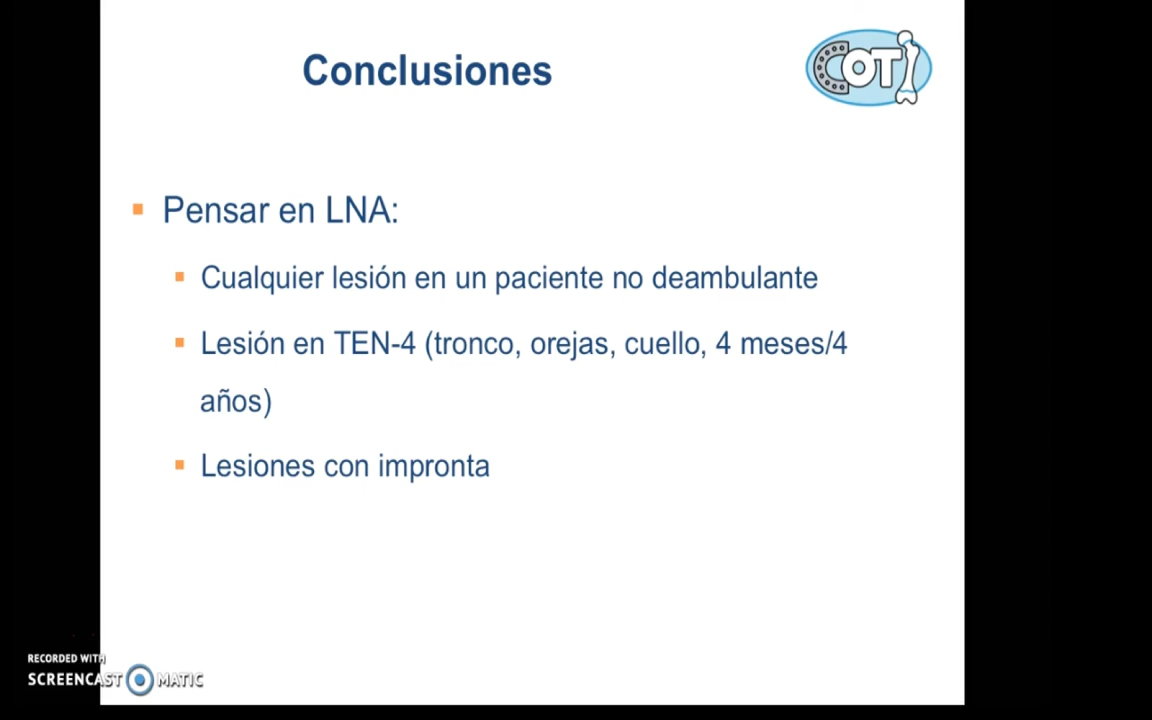 Conclusiones
COT
Pensar en LNA:
Cualquier lesión en un paciente no deambulante
Lesión en TEN-4 (tronco, orejas, cuello, 4 meses/4
años)
Lesiones con impronta
RECORDED WITH
SCREENCAST MATIC